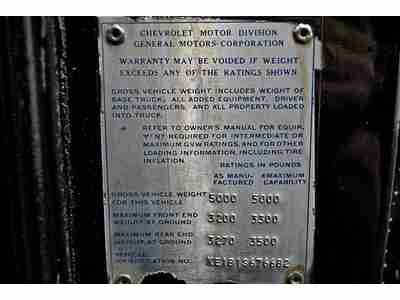 CHEVROLET MOTOR DIVISION
GENERAL MOTORS CORPORATION
WARRANTY MAY BE VOIDED IF WEIGHT
EXCEEDS ANY OF THE RATINGS SHOWN
GROSS VEHICLE WEIGHT INCLUDES WEIGHT OF
BASE TRUCK, ALL ADDED EQUIPMENT, DRIVER
AND PASSENGERS, AND ALL PROPERTY LOADED
INTO TRUCK.
REFER TO OWNER'S MANUAL FOR EQUIP-
MENT REQUIRED FOR INTERMEDIATE OR
MAXIMUM GVW RATINGS, AND FOR OTHER
LOADING INFORMATION, INCLUDING TIRE
INFLATION.
RATINGS IN POUNDS
AS MANU- MAXIMUM
FACTURED CAPABILITY
GROSS VEHICLE WEIGHT
FOR THIS VEHICLE 5000 5600
MAXIMUM FRONT END
WEIGHT AT GROUND 3200 3500
MAXIMUM REAR END
WEIGHT AT GROUND 3270 3500
VEHICLE
IDENTIFICATION NO.